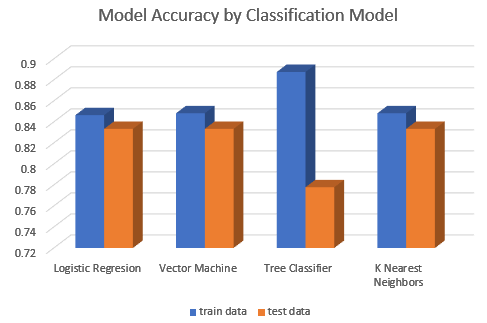 Model Accuracy by Classification Model
0.9
0.88
0.86
0.84
0.82
0.8
0.78
0.76
0.74
0.72
Logistic Regresion
Vector Machine
Tree Classifier
K Nearest
Neighbors
train data
test data